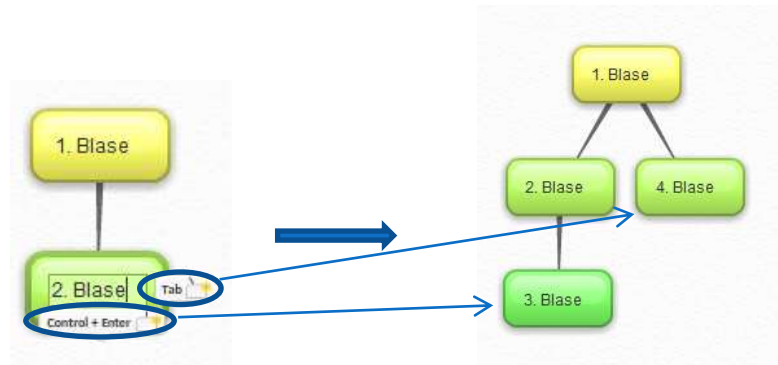 1. Blase
2. Blase
Tab
Control + Enter
1. Blase
2. Blase
4. Blase
3. Blase